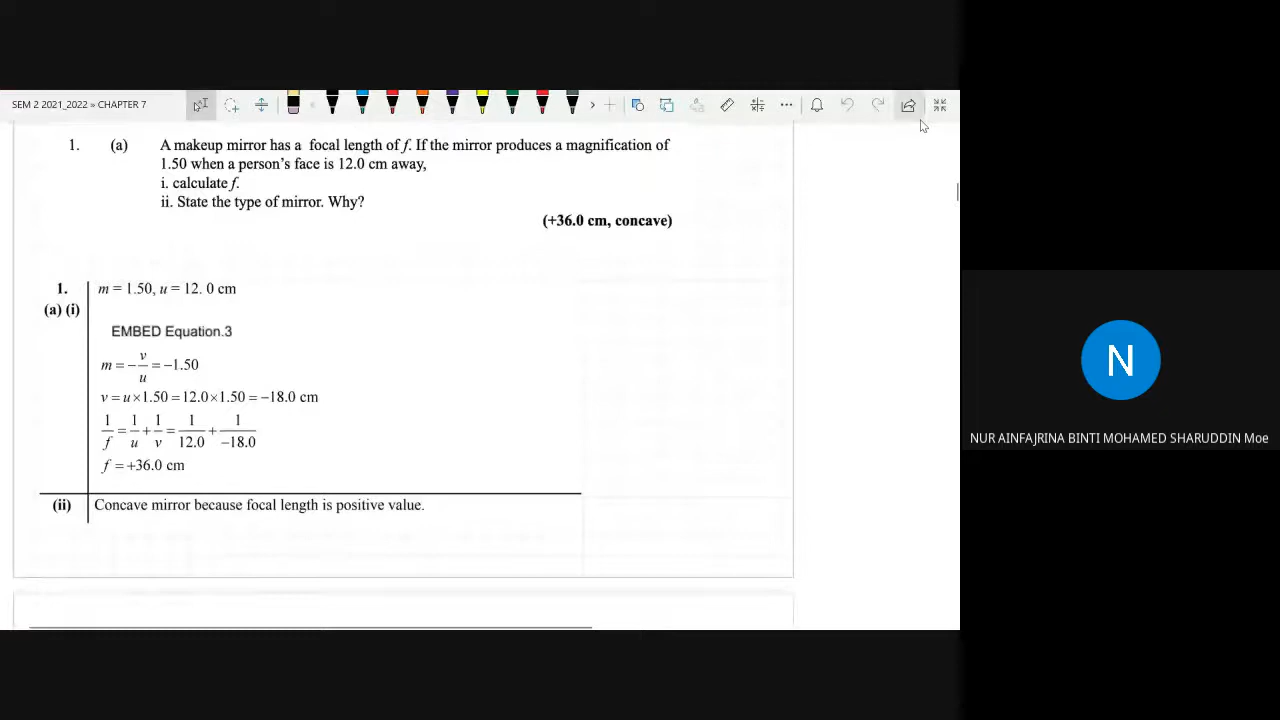 SEM 2 2021_2022 » CHAPTER 7
1. (a) A makeup mirror has a focal length of f. If the mirror produces a magnification of
1.50 when a person's face is 12.0 cm away,
i. calculate f.
ii. State the type of mirror. Why?
(+36.0 cm, concave)
1. m = 1.50, u = 12. 0 cm
(a) (i)
EMBED Equation.3
m = −v/u = −1.50
v = u×1.50 = 12.0×1.50 = −18.0 cm
1/f = 1/u + 1/v = 1/12.0 + 1/−18.0
f = +36.0 cm
(ii) Concave mirror because focal length is positive value.
N
NUR AINFAJRINA BINTI MOHAMED SHARUDDIN Moe